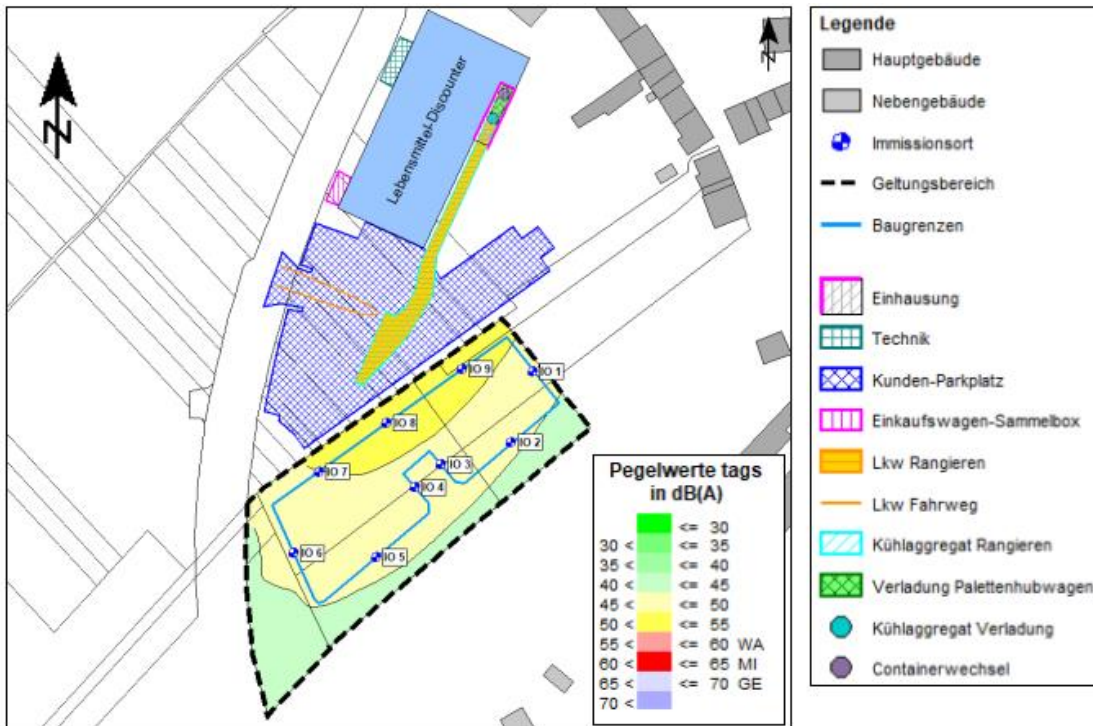 N
N
Lebensmittel-Discounter
IO 1
IO 2
IO 3
IO 4
IO 5
IO 6
IO 7
IO 8
IO 9
Pegelwerte tags
in dB(A)
<= 30
30 < <= 35
35 < <= 40
40 < <= 45
45 < <= 50
50 < <= 55
55 < <= 60 WA
60 < <= 65 MI
65 < <= 70 GE
70 <
Legende
Hauptgebäude
Nebengebäude
Immissionsort
Geltungsbereich
Baugrenzen
Einhausung
Technik
Kunden-Parkplatz
Einkaufswagen-Sammelbox
Lkw Rangieren
Lkw Fahrweg
Kühlaggregat Rangieren
Verladung Palettenhubwagen
Kühlaggregat Verladung
Containerwechsel